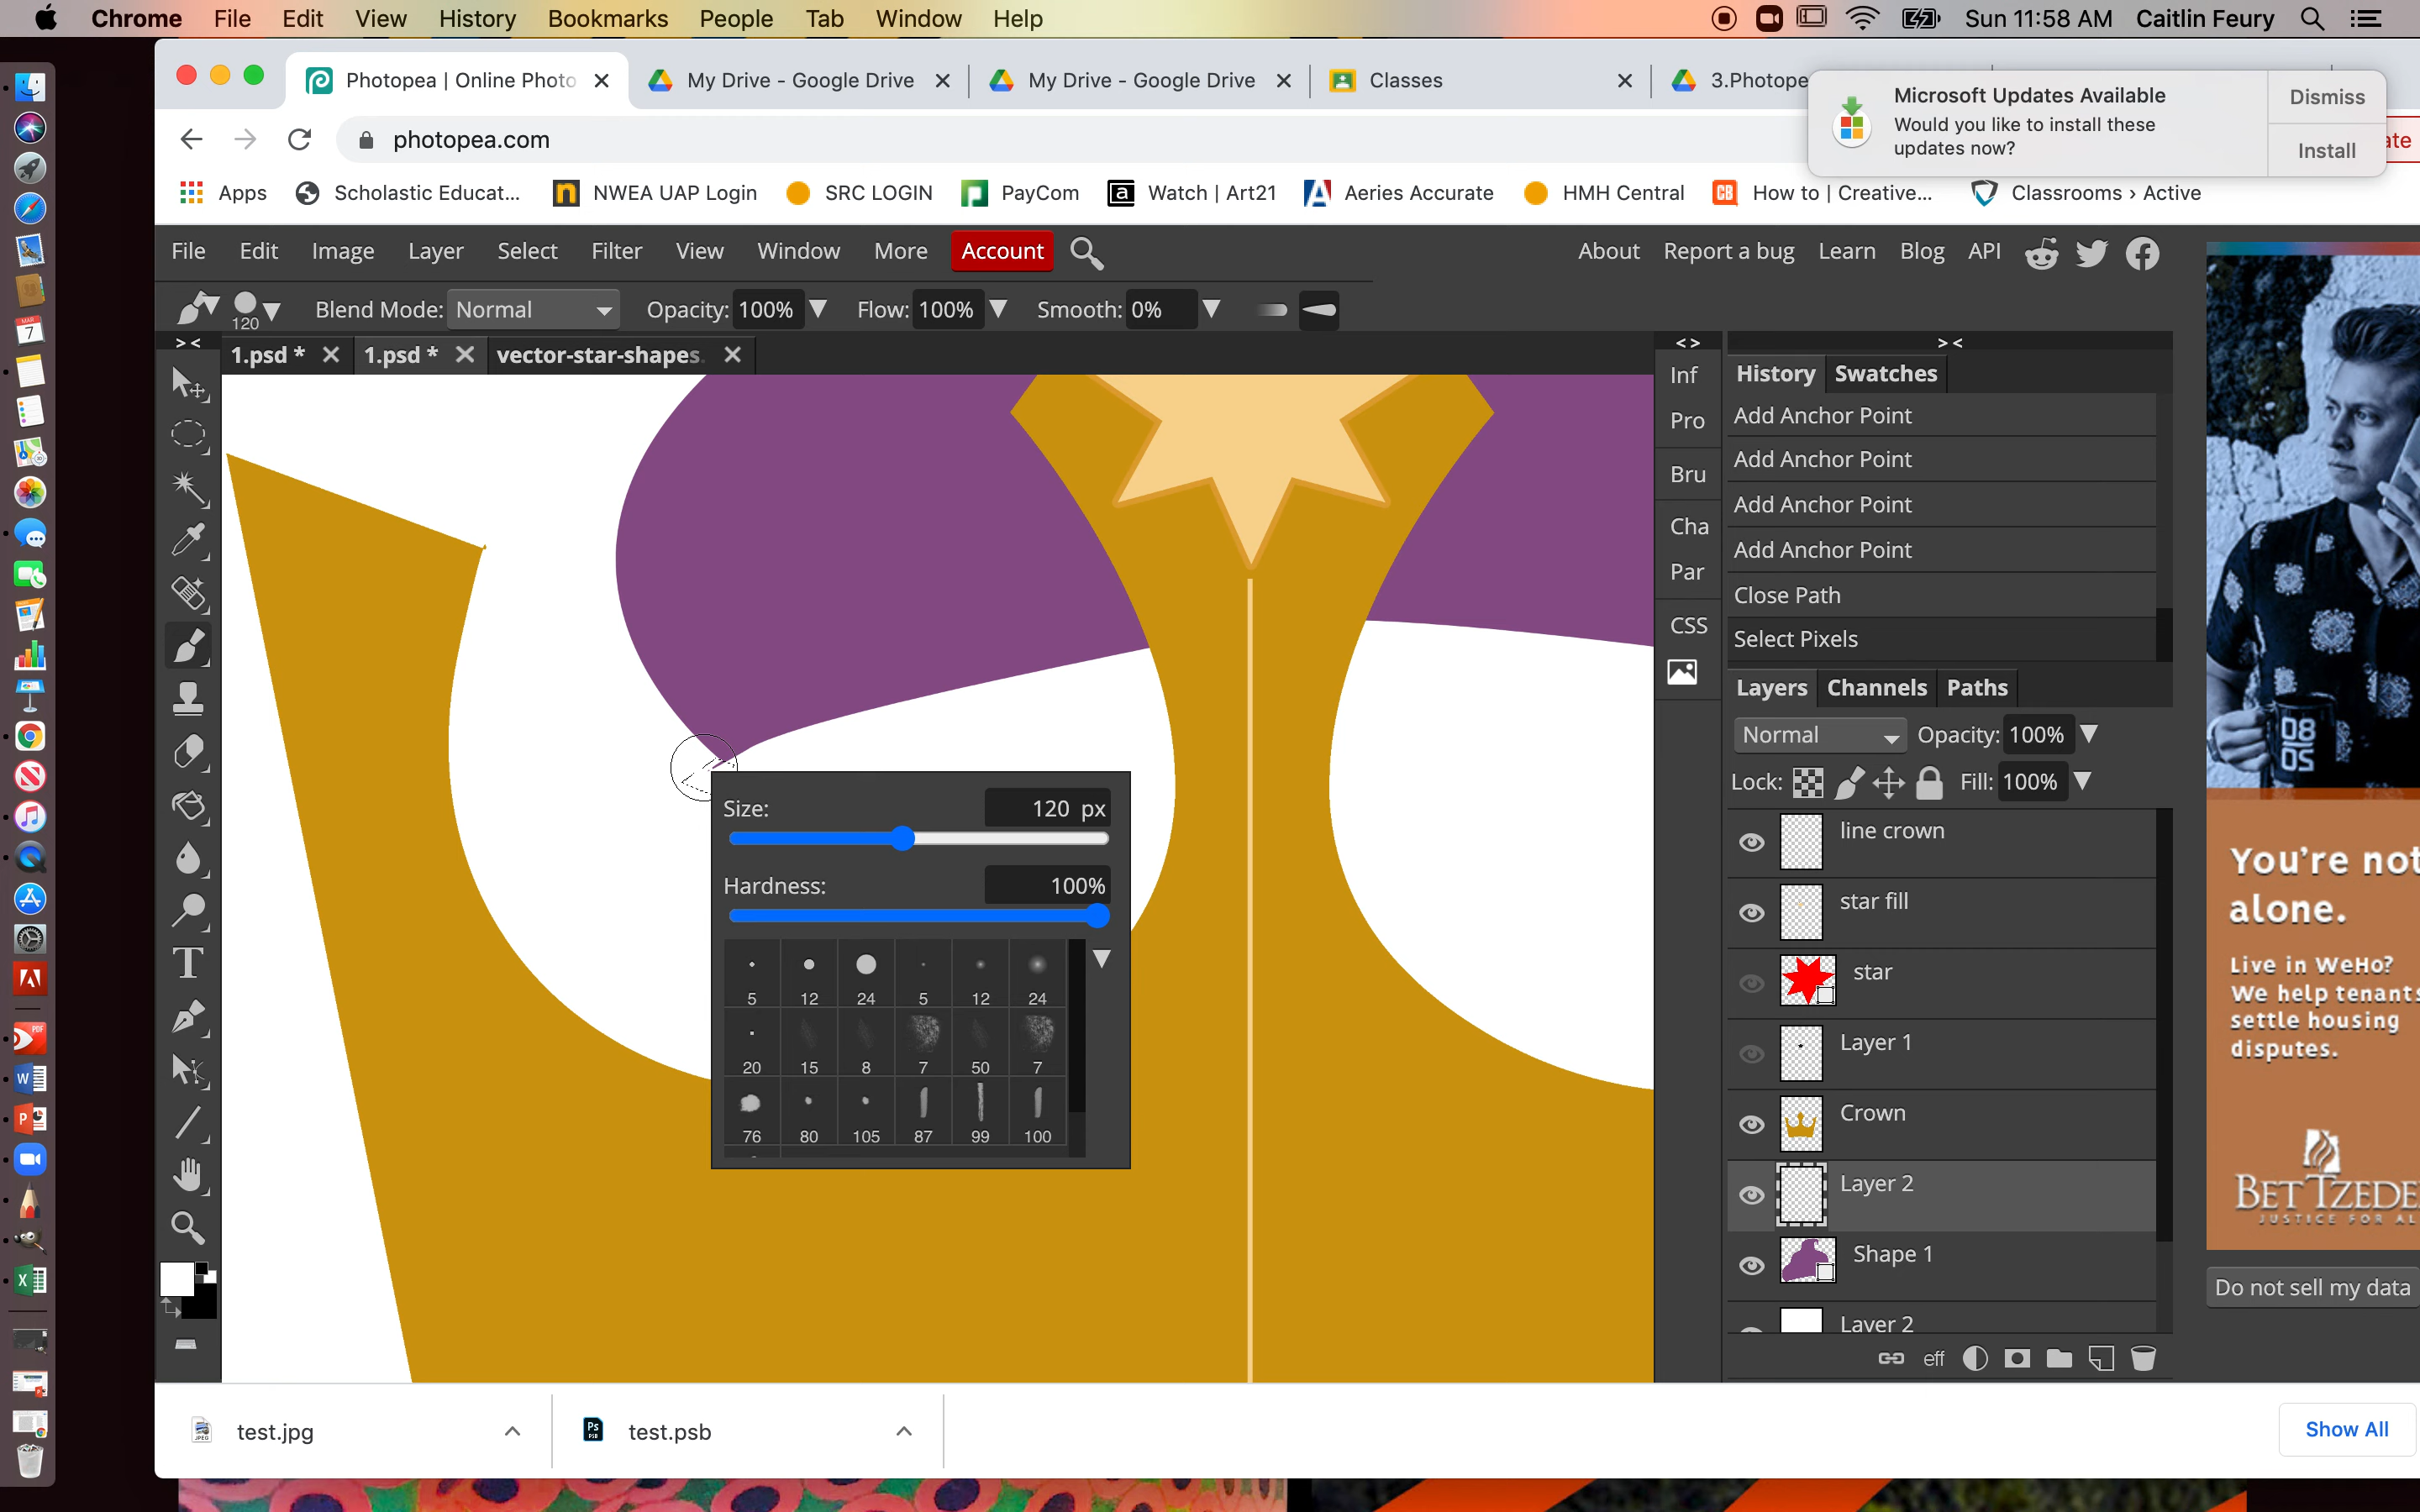 Chrome File Edit View History Bookmarks People Tab Window Help Sun 11:58 AM Caitlin Feury
Photopea | Online Photo My Drive - Google Drive My Drive - Google Drive Classes 3.Photope
Microsoft Updates Available
Would you like to install these
updates now?
Dismiss
Install
photopea.com
Apps Scholastic Educat... NWEA UAP Login SRC LOGIN PayCom Watch | Art21 Aeries Accurate HMH Central How to | Creative... Classrooms › Active
File Edit Image Layer Select Filter View Window More Account About Report a bug Learn Blog API
120 Blend Mode: Normal Opacity: 100% Flow: 100% Smooth: 0%
1.psd * 1.psd * vector-star-shapes.
Inf
Pro
Bru
Cha
Par
CSS
History Swatches
Add Anchor Point
Add Anchor Point
Add Anchor Point
Add Anchor Point
Close Path
Select Pixels
Layers Channels Paths
Normal Opacity: 100%
Lock: Fill: 100%
line crown
star fill
star
Layer 1
Crown
Layer 2
Shape 1
Layer 2
eff
Size: 120 px
Hardness: 100%
5 12 24 5 12 24
20 15 8 7 50 7
76 80 105 87 99 100
08
05
You're not
alone.
Live in WeHo?
We help tenants
settle housing
disputes.
BET TZEDE
JUSTICE FOR AL
Do not sell my data
test.jpg test.psb Show All